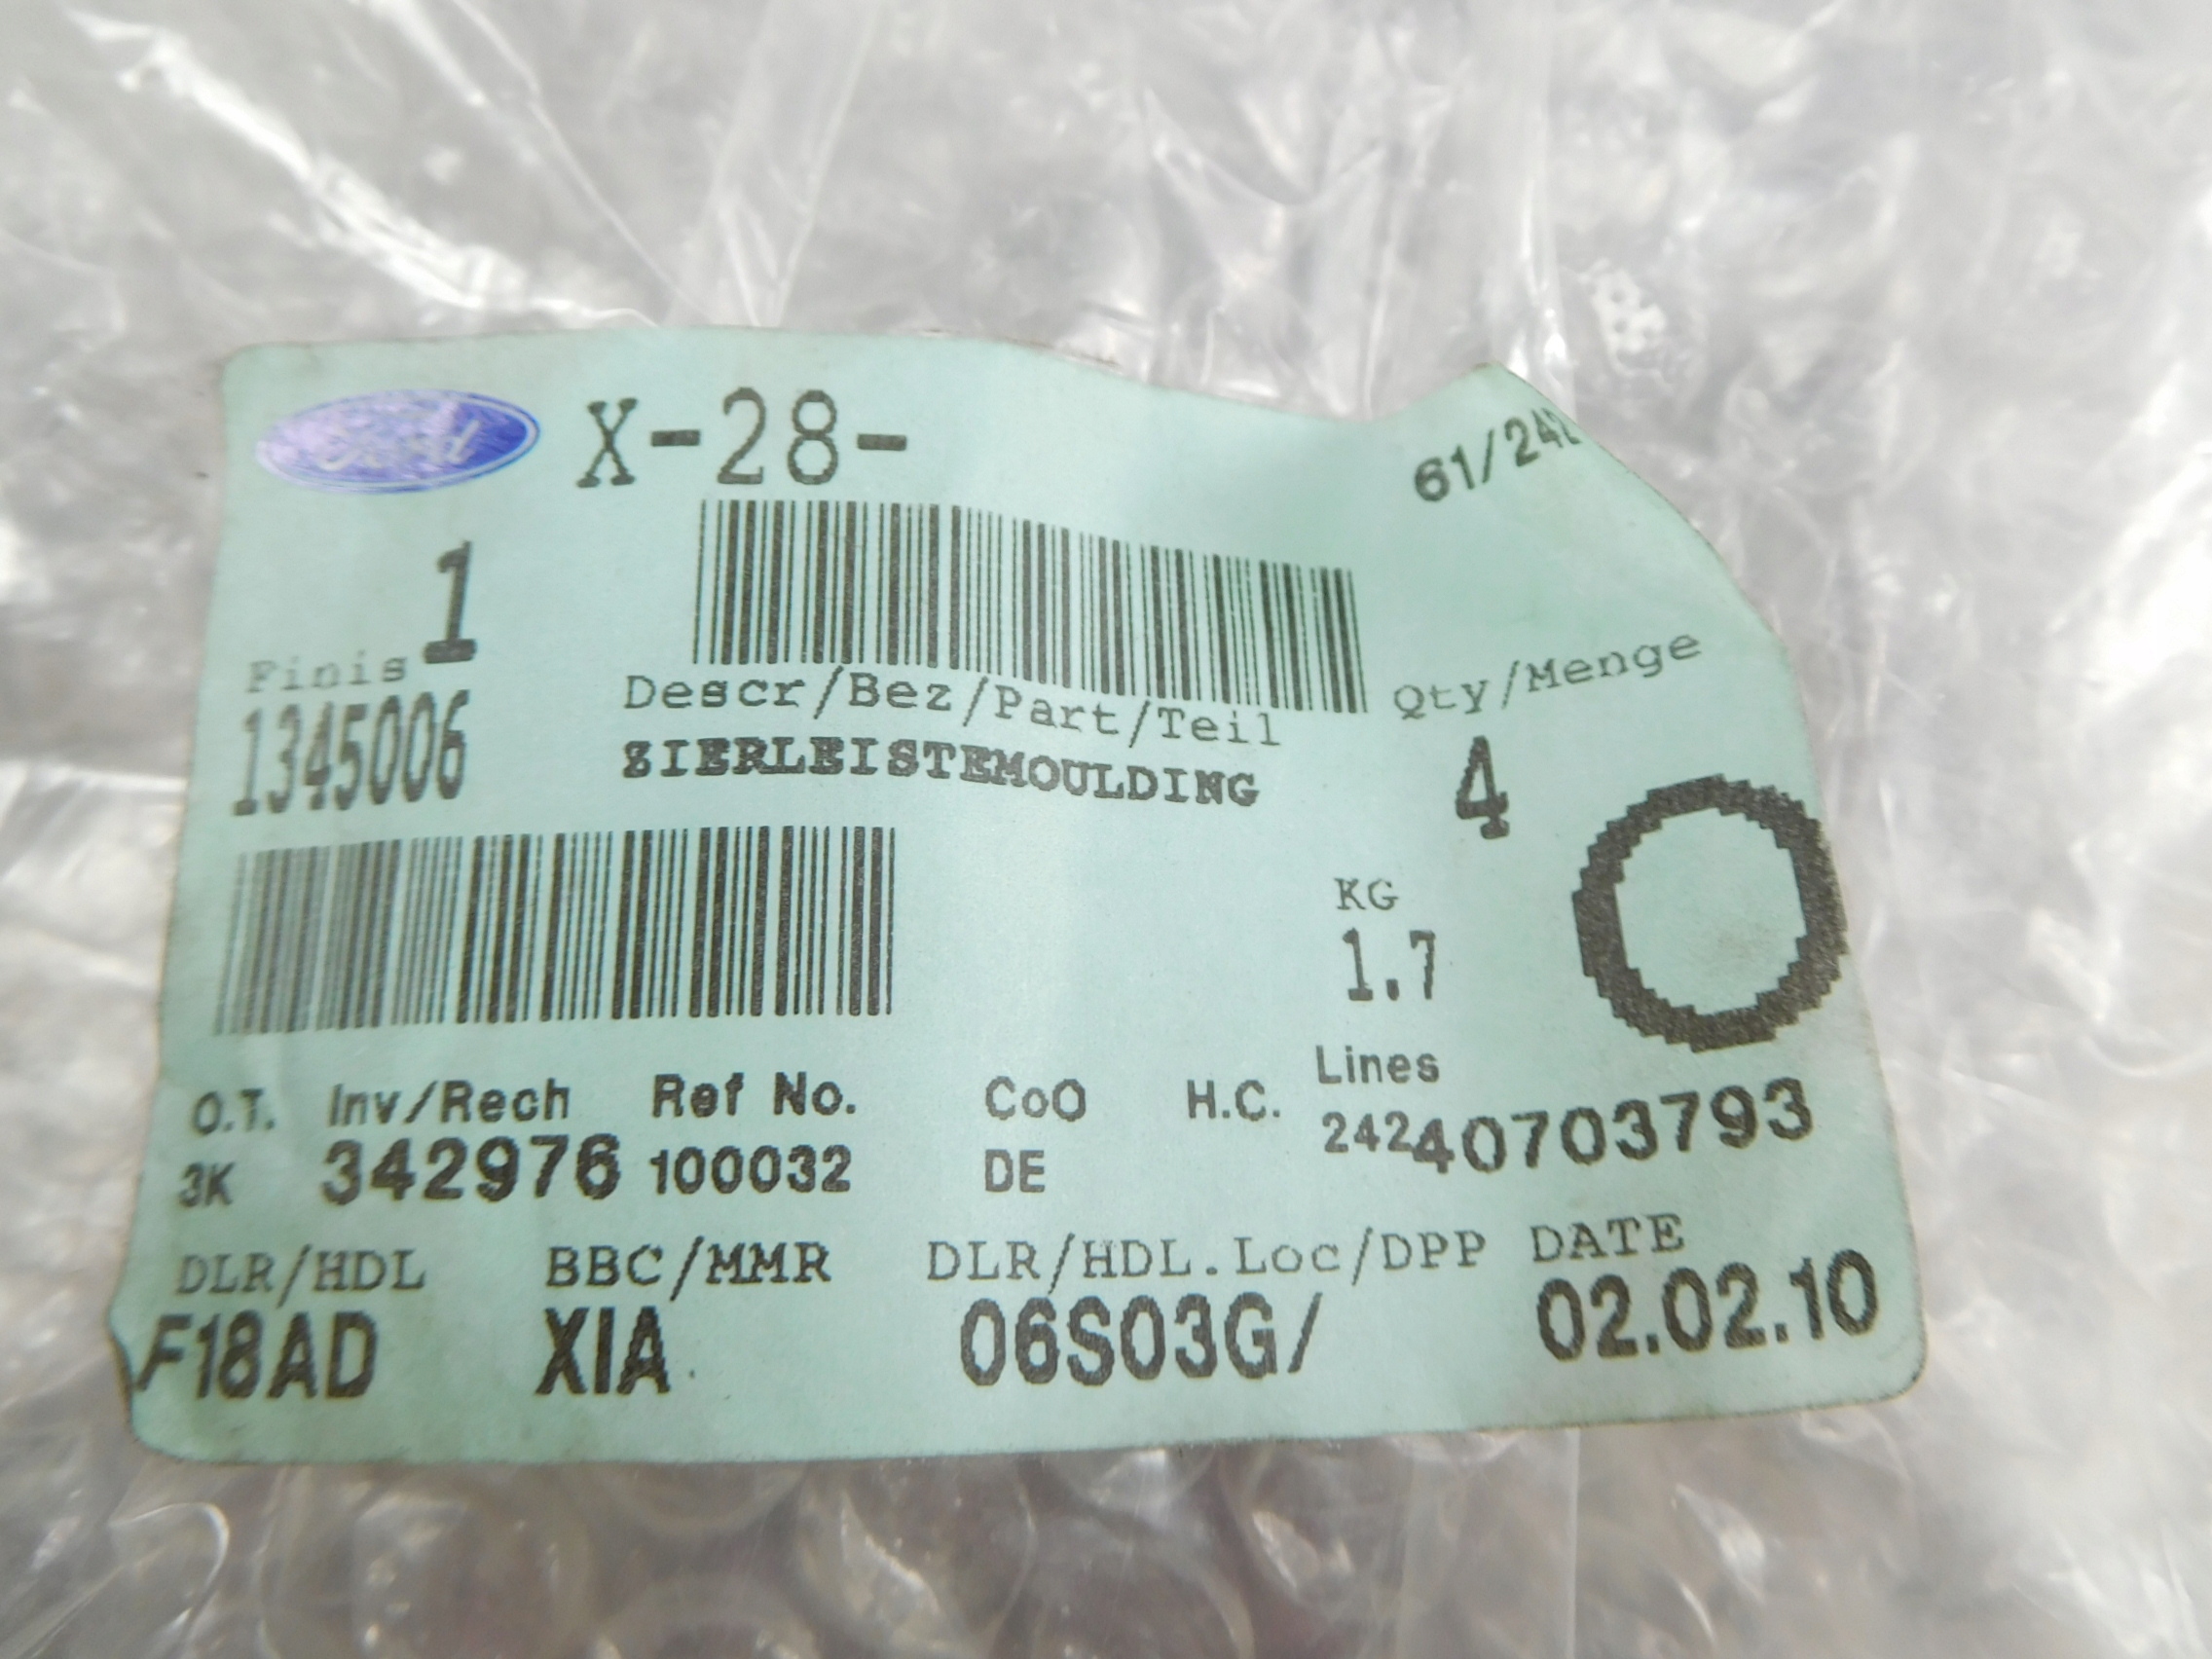 Ford X-28-
61/242
1
Finis
1345006
Descr/Bez/Part/Teil
ZIERLEISTEMOULDING
Qty/Menge
4
KG
1.7
O.T. Inv/Rech Ref No. CoO H.C. Lines
3K 342976 100032 DE 24240703793
DLR/HDL BBC/MMR DLR/HDL.Loc/DPP DATE
F18AD XIA 06S03G/ 02.02.10